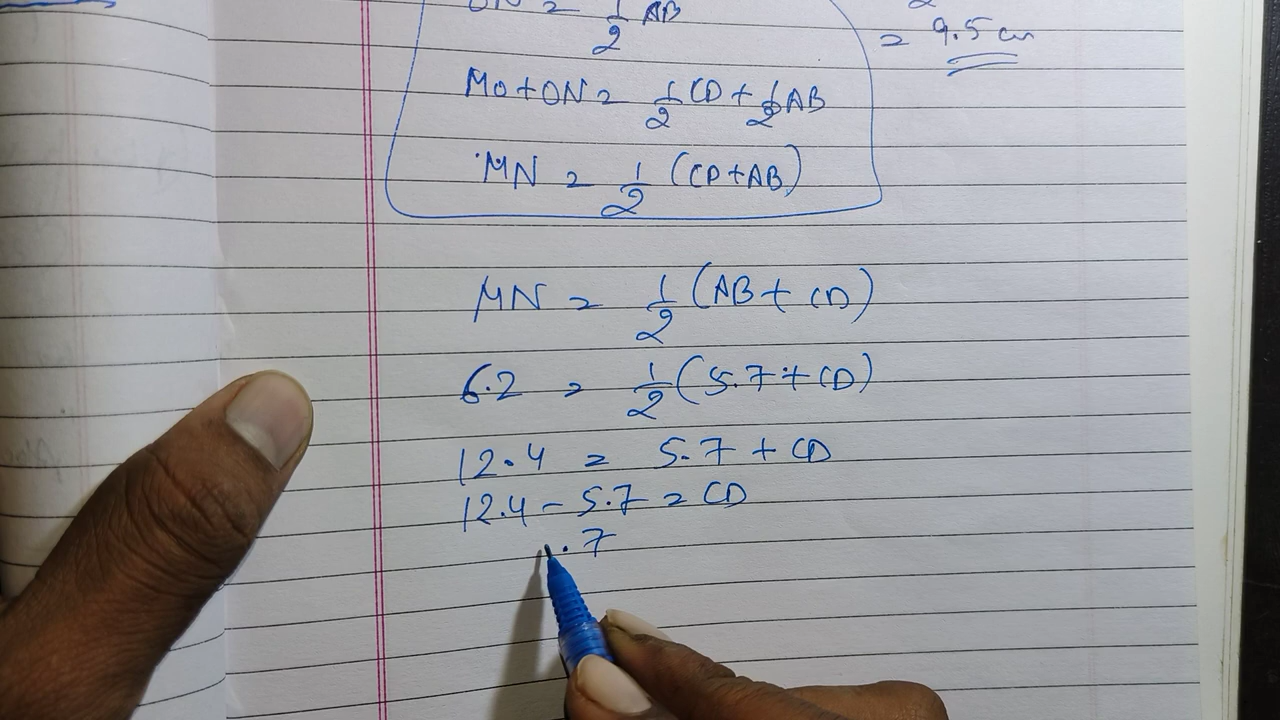 ON = 1/2 AB
= 9.5 cm
MO + ON = 1/2 CD + 1/2 AB
MN = 1/2 (CD + AB)
MN = 1/2 (AB + CD)
6.2 = 1/2 (5.7 + CD)
12.4 = 5.7 + CD
12.4 - 5.7 = CD
.7